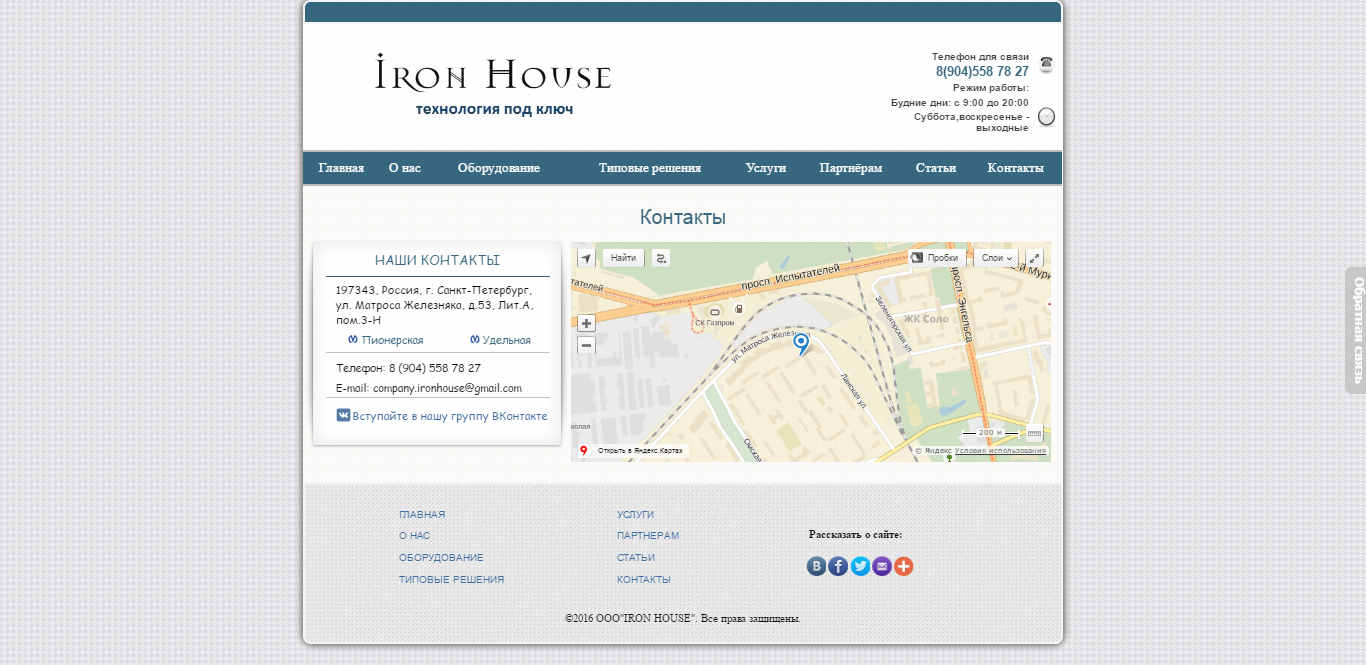 Iron House
технология под ключ
Телефон для связи
8(904)558 78 27
Режим работы:
Будние дни: с 9:00 до 20:00
Суббота,воскресенье -
выходные
Главная О нас Оборудование Типовые решения Услуги Партнёрам Статьи Контакты
Контакты
НАШИ КОНТАКТЫ
197343, Россия, г. Санкт-Петербург,
ул. Матроса Железняка, д.53, Лит.А,
пом.3-Н
Пионерская Удельная
Телефон: 8 (904) 558 78 27
E-mail: company.ironhouse@gmail.com
Вступайте в нашу группу ВКонтакте
Найти
Пробки
Слои
просп. Испытателей
тателей
2-й Мури
просп. Энгельса
Зеленогорская ул.
ЖК Соло
СК Газпром
ул. Матроса Железняка
Ланская ул.
Омская
холая
200 м
Открыть в Яндекс.Картах
© Яндекс Условия использования
Обратная связь
ГЛАВНАЯ
О НАС
ОБОРУДОВАНИЕ
ТИПОВЫЕ РЕШЕНИЯ
УСЛУГИ
ПАРТНЕРАМ
СТАТЬИ
КОНТАКТЫ
Рассказать о сайте:
©2016 ООО"IRON HOUSE". Все права защищены.